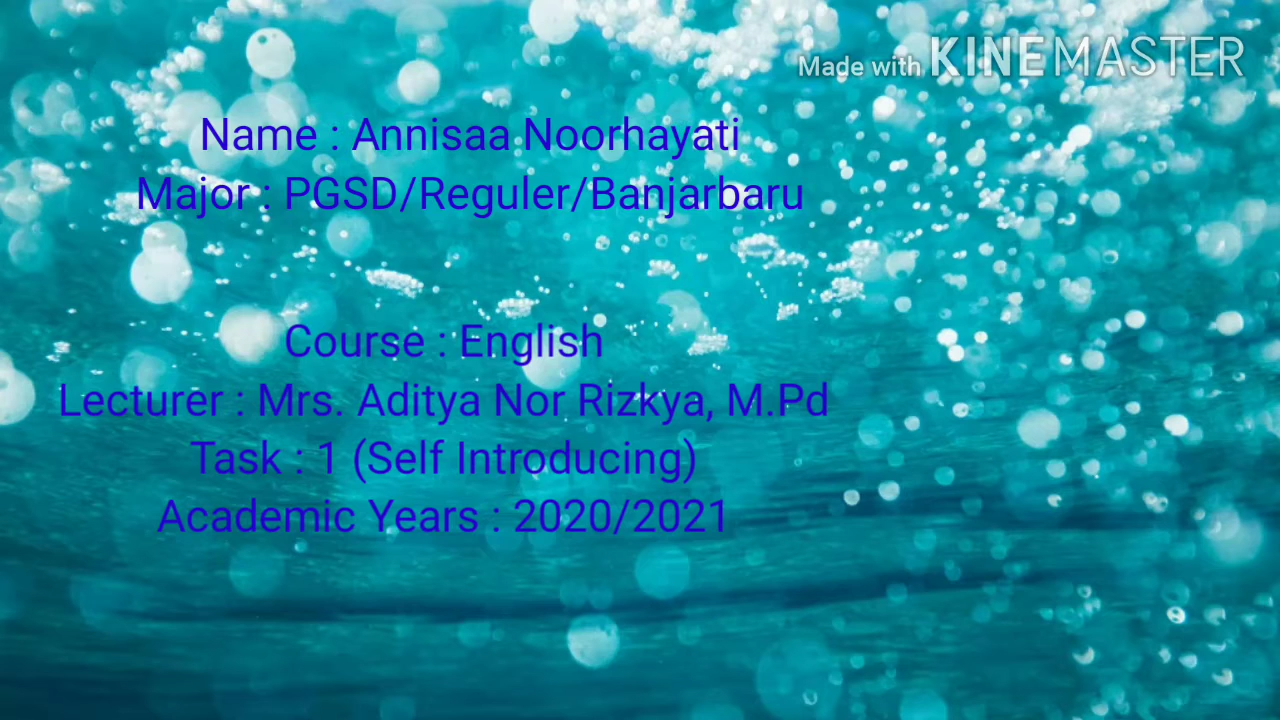 Made with KINEMASTER
Name : Annisaa Noorhayati
Major : PGSD/Reguler/Banjarbaru
Course : English
Lecturer : Mrs. Aditya Nor Rizkya, M.Pd
Task : 1 (Self Introducing)
Academic Years : 2020/2021